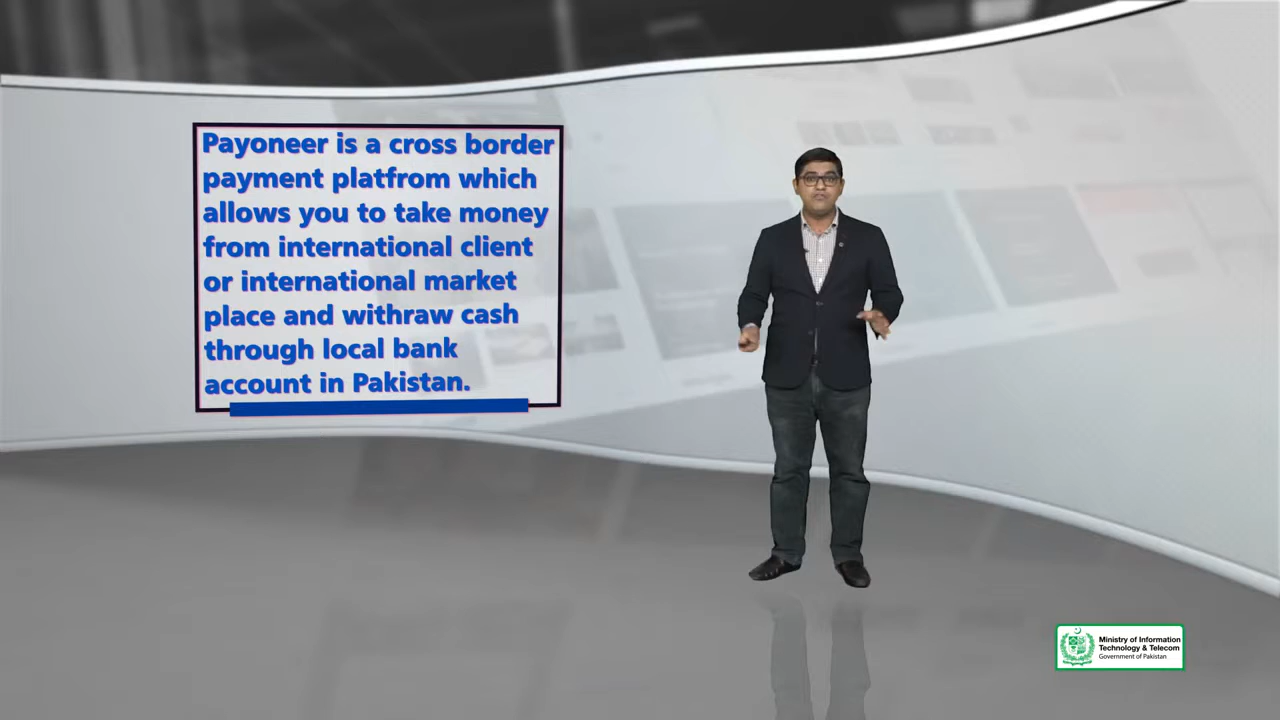 Payoneer is a cross border
payment platfrom which
allows you to take money
from international client
or international market
place and withraw cash
through local bank
account in Pakistan.
Ministry of Information
Technology & Telecom
Government of Pakistan